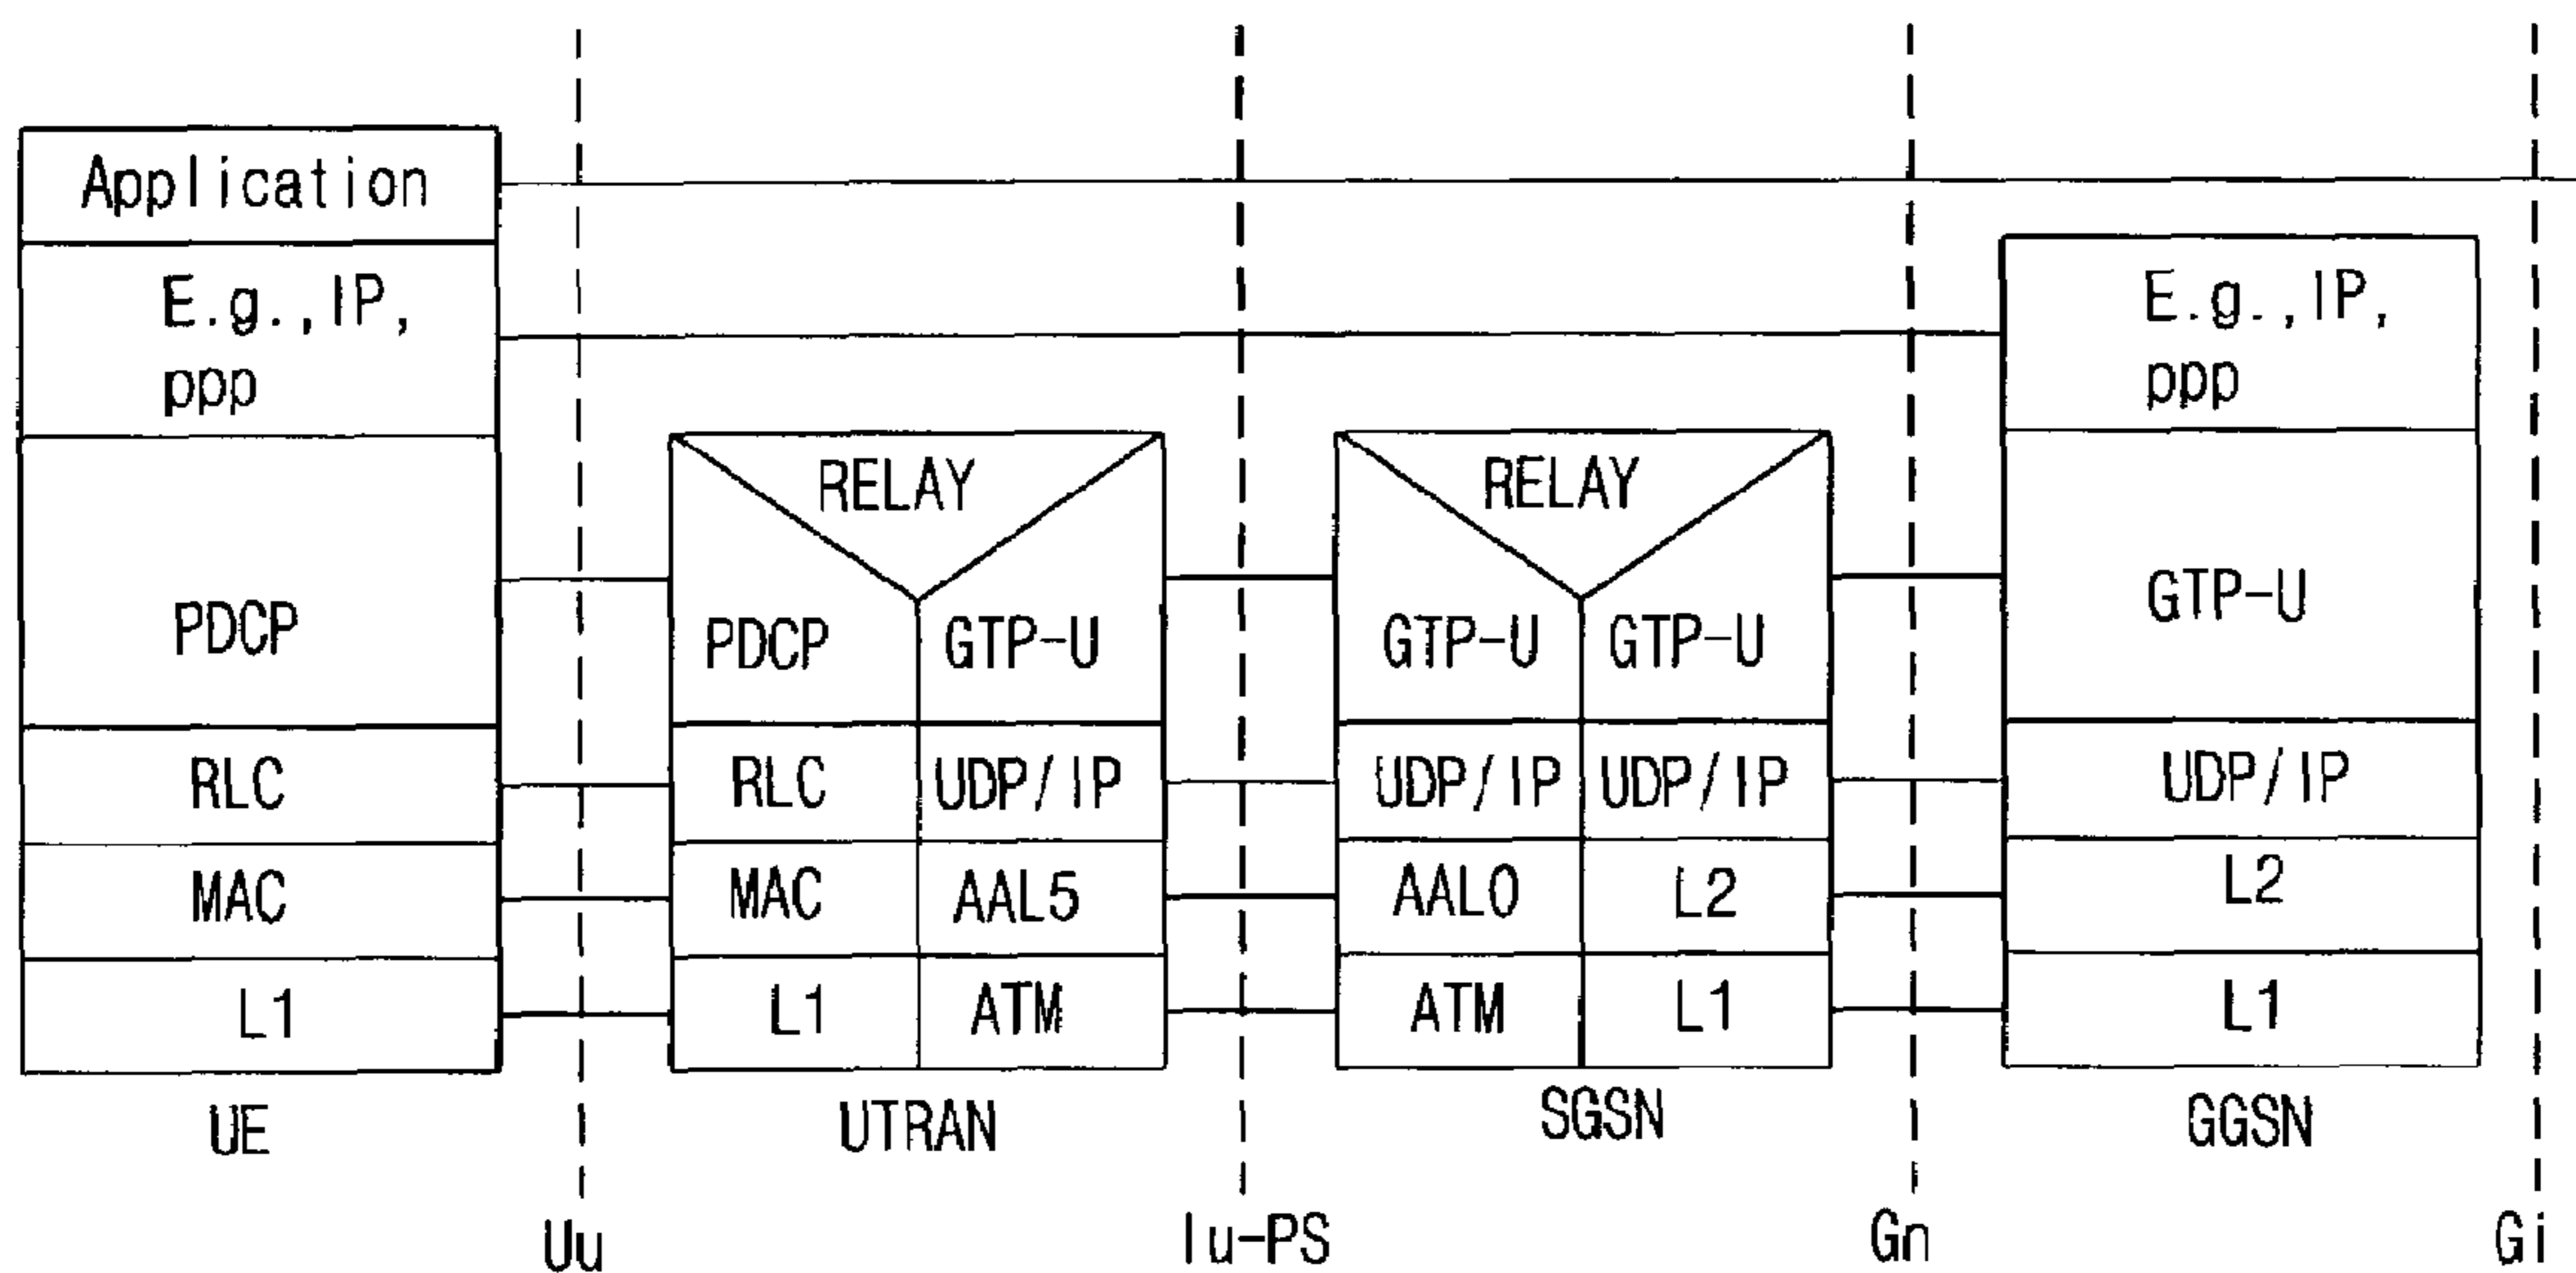 Application
E.g.,IP,
ppp
PDCP
RLC
MAC
L1
UE
RELAY
PDCP GTP-U
RLC UDP/IP
MAC AAL5
L1 ATM
UTRAN
RELAY
GTP-U GTP-U
UDP/IP UDP/IP
AAL0 L2
ATM L1
SGSN
E.g.,IP,
ppp
GTP-U
UDP/IP
L2
L1
GGSN
Uu
Iu-PS
Gn
Gi